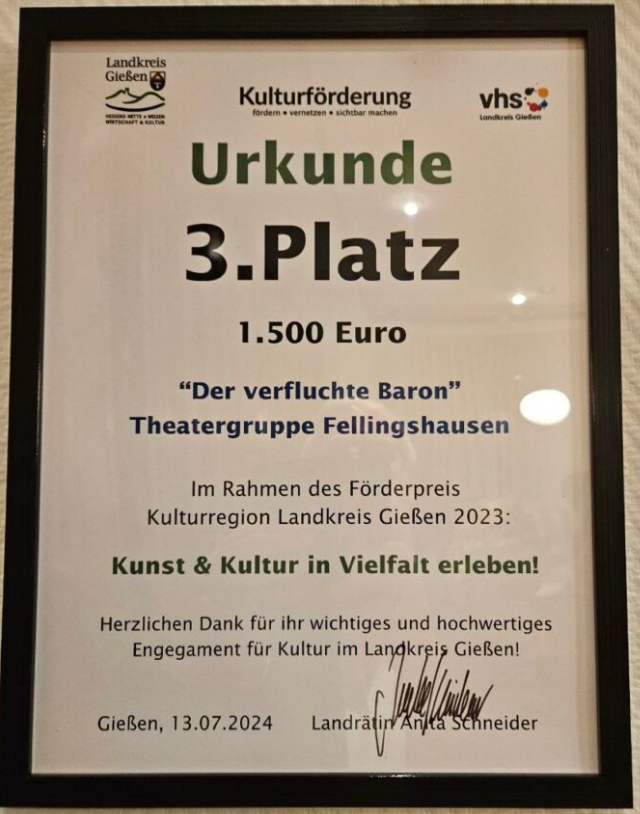 Landkreis
Gießen
HESSENS MITTE • WISSEN
WIRTSCHAFT & KULTUR
Kulturförderung
fördern • vernetzen • sichtbar machen
vhs
Landkreis Gießen
Urkunde
3.Platz
1.500 Euro
“Der verfluchte Baron”
Theatergruppe Fellingshausen
Im Rahmen des Förderpreis
Kulturregion Landkreis Gießen 2023:
Kunst & Kultur in Vielfalt erleben!
Herzlichen Dank für ihr wichtiges und hochwertiges
Engegament für Kultur im Landkreis Gießen!
Gießen, 13.07.2024 Landrätin Anita Schneider